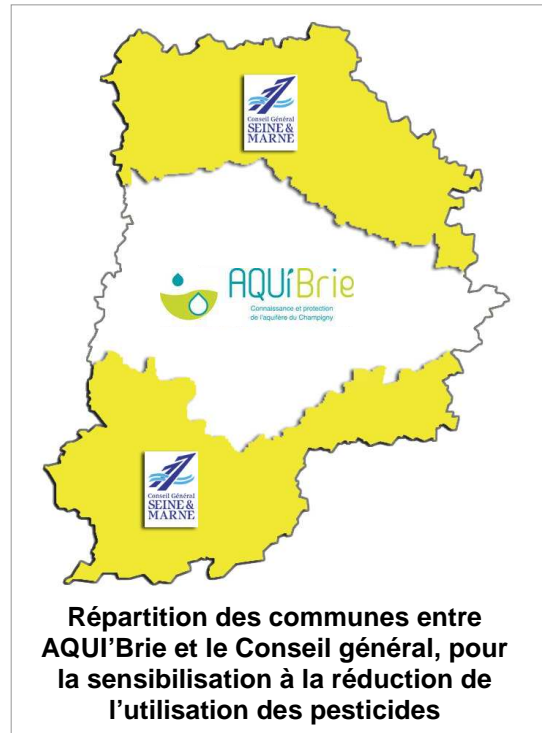 Conseil Général
SEINE &
MARNE
AQUíBrie
Connaissance et protection
de l'aquifère du Champigny
Conseil Général
SEINE &
MARNE
Répartition des communes entre
AQUI’Brie et le Conseil général, pour
la sensibilisation à la réduction de
l’utilisation des pesticides